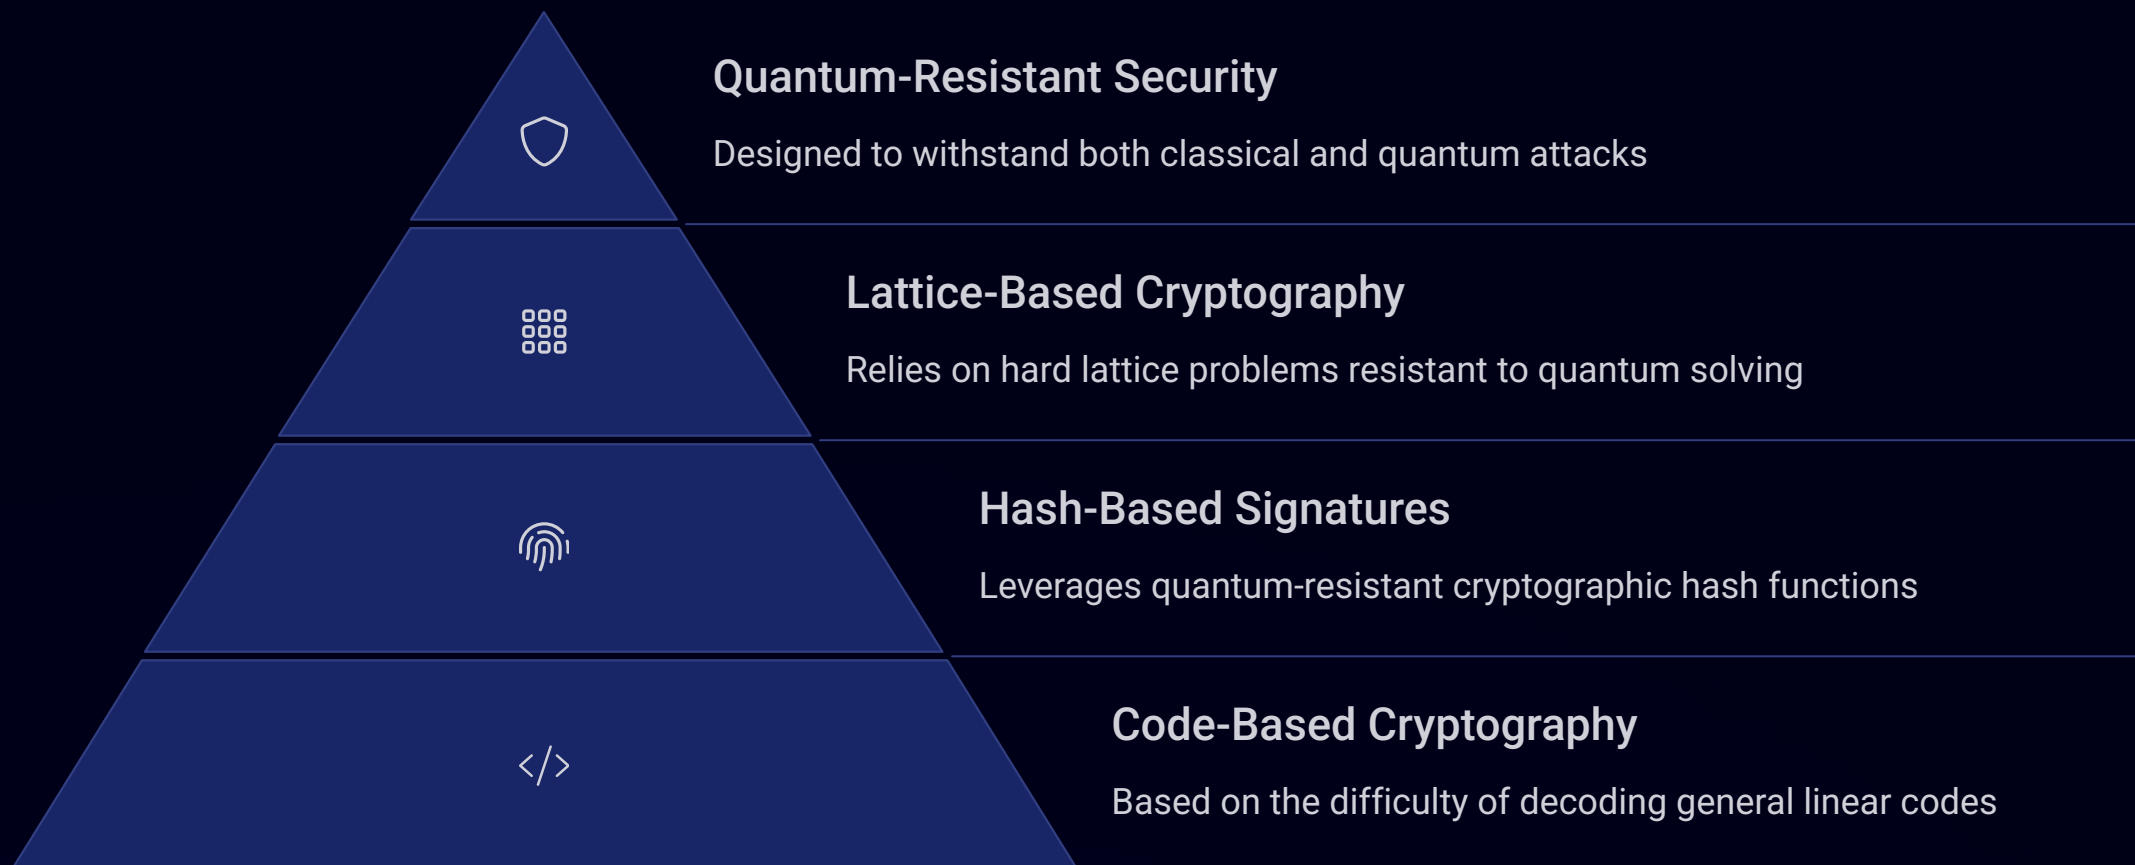 Quantum-Resistant Security
Designed to withstand both classical and quantum attacks
Lattice-Based Cryptography
Relies on hard lattice problems resistant to quantum solving
Hash-Based Signatures
Leverages quantum-resistant cryptographic hash functions
Code-Based Cryptography
Based on the difficulty of decoding general linear codes